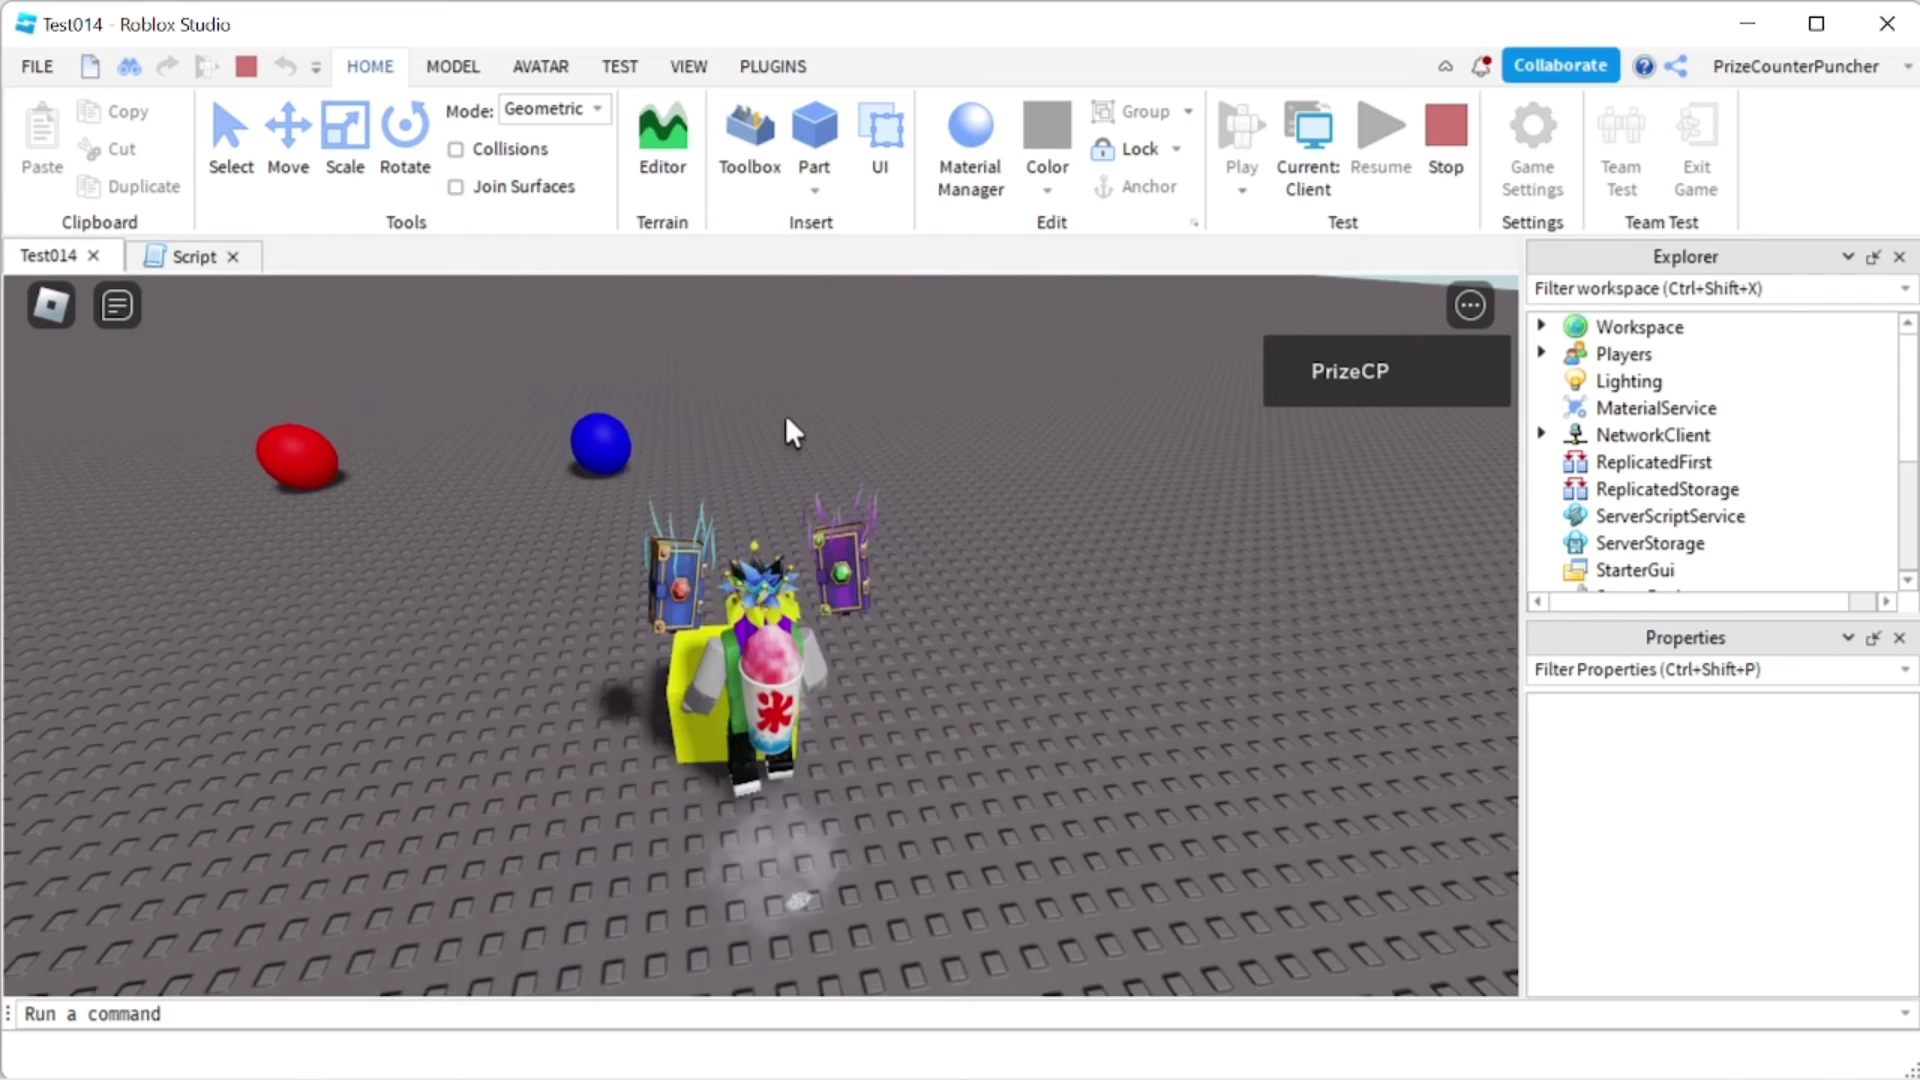 Test014 - Roblox Studio
FILE HOME MODEL AVATAR TEST VIEW PLUGINS Collaborate PrizeCounterPuncher
Paste
Copy
Cut
Duplicate
Clipboard
Select Move Scale Rotate
Mode: Geometric
Collisions
Join Surfaces
Tools
Editor
Terrain
Toolbox Part UI
Insert
Material
Manager
Color
Group
Lock
Anchor
Edit
Play
Current:
Client
Resume Stop
Test
Game
Settings
Settings
Team
Test
Exit
Game
Team Test
Test014 Script
PrizeCP
氷
Explorer
Filter workspace (Ctrl+Shift+X)
Workspace
Players
Lighting
MaterialService
NetworkClient
ReplicatedFirst
ReplicatedStorage
ServerScriptService
ServerStorage
StarterGui
Properties
Filter Properties (Ctrl+Shift+P)
Run a command